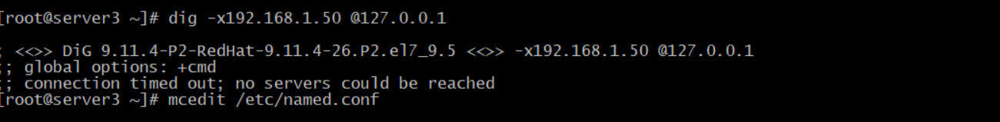 [root@server3 ~]# dig -x192.168.1.50 @127.0.0.1
; <<>> DiG 9.11.4-P2-RedHat-9.11.4-26.P2.el7_9.5 <<>> -x192.168.1.50 @127.0.0.1
;; global options: +cmd
;; connection timed out; no servers could be reached
[root@server3 ~]# mcedit /etc/named.conf